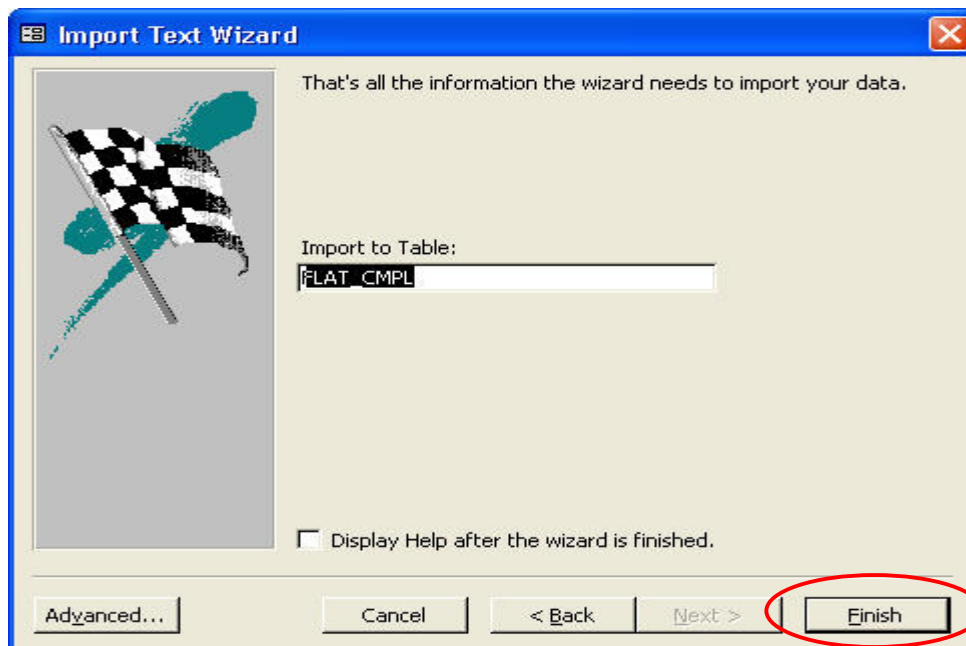 Import Text Wizard
That's all the information the wizard needs to import your data.
Import to Table:
FLAT_CMPL
Display Help after the wizard is finished.
Advanced...
Cancel
< Back
Next >
Finish